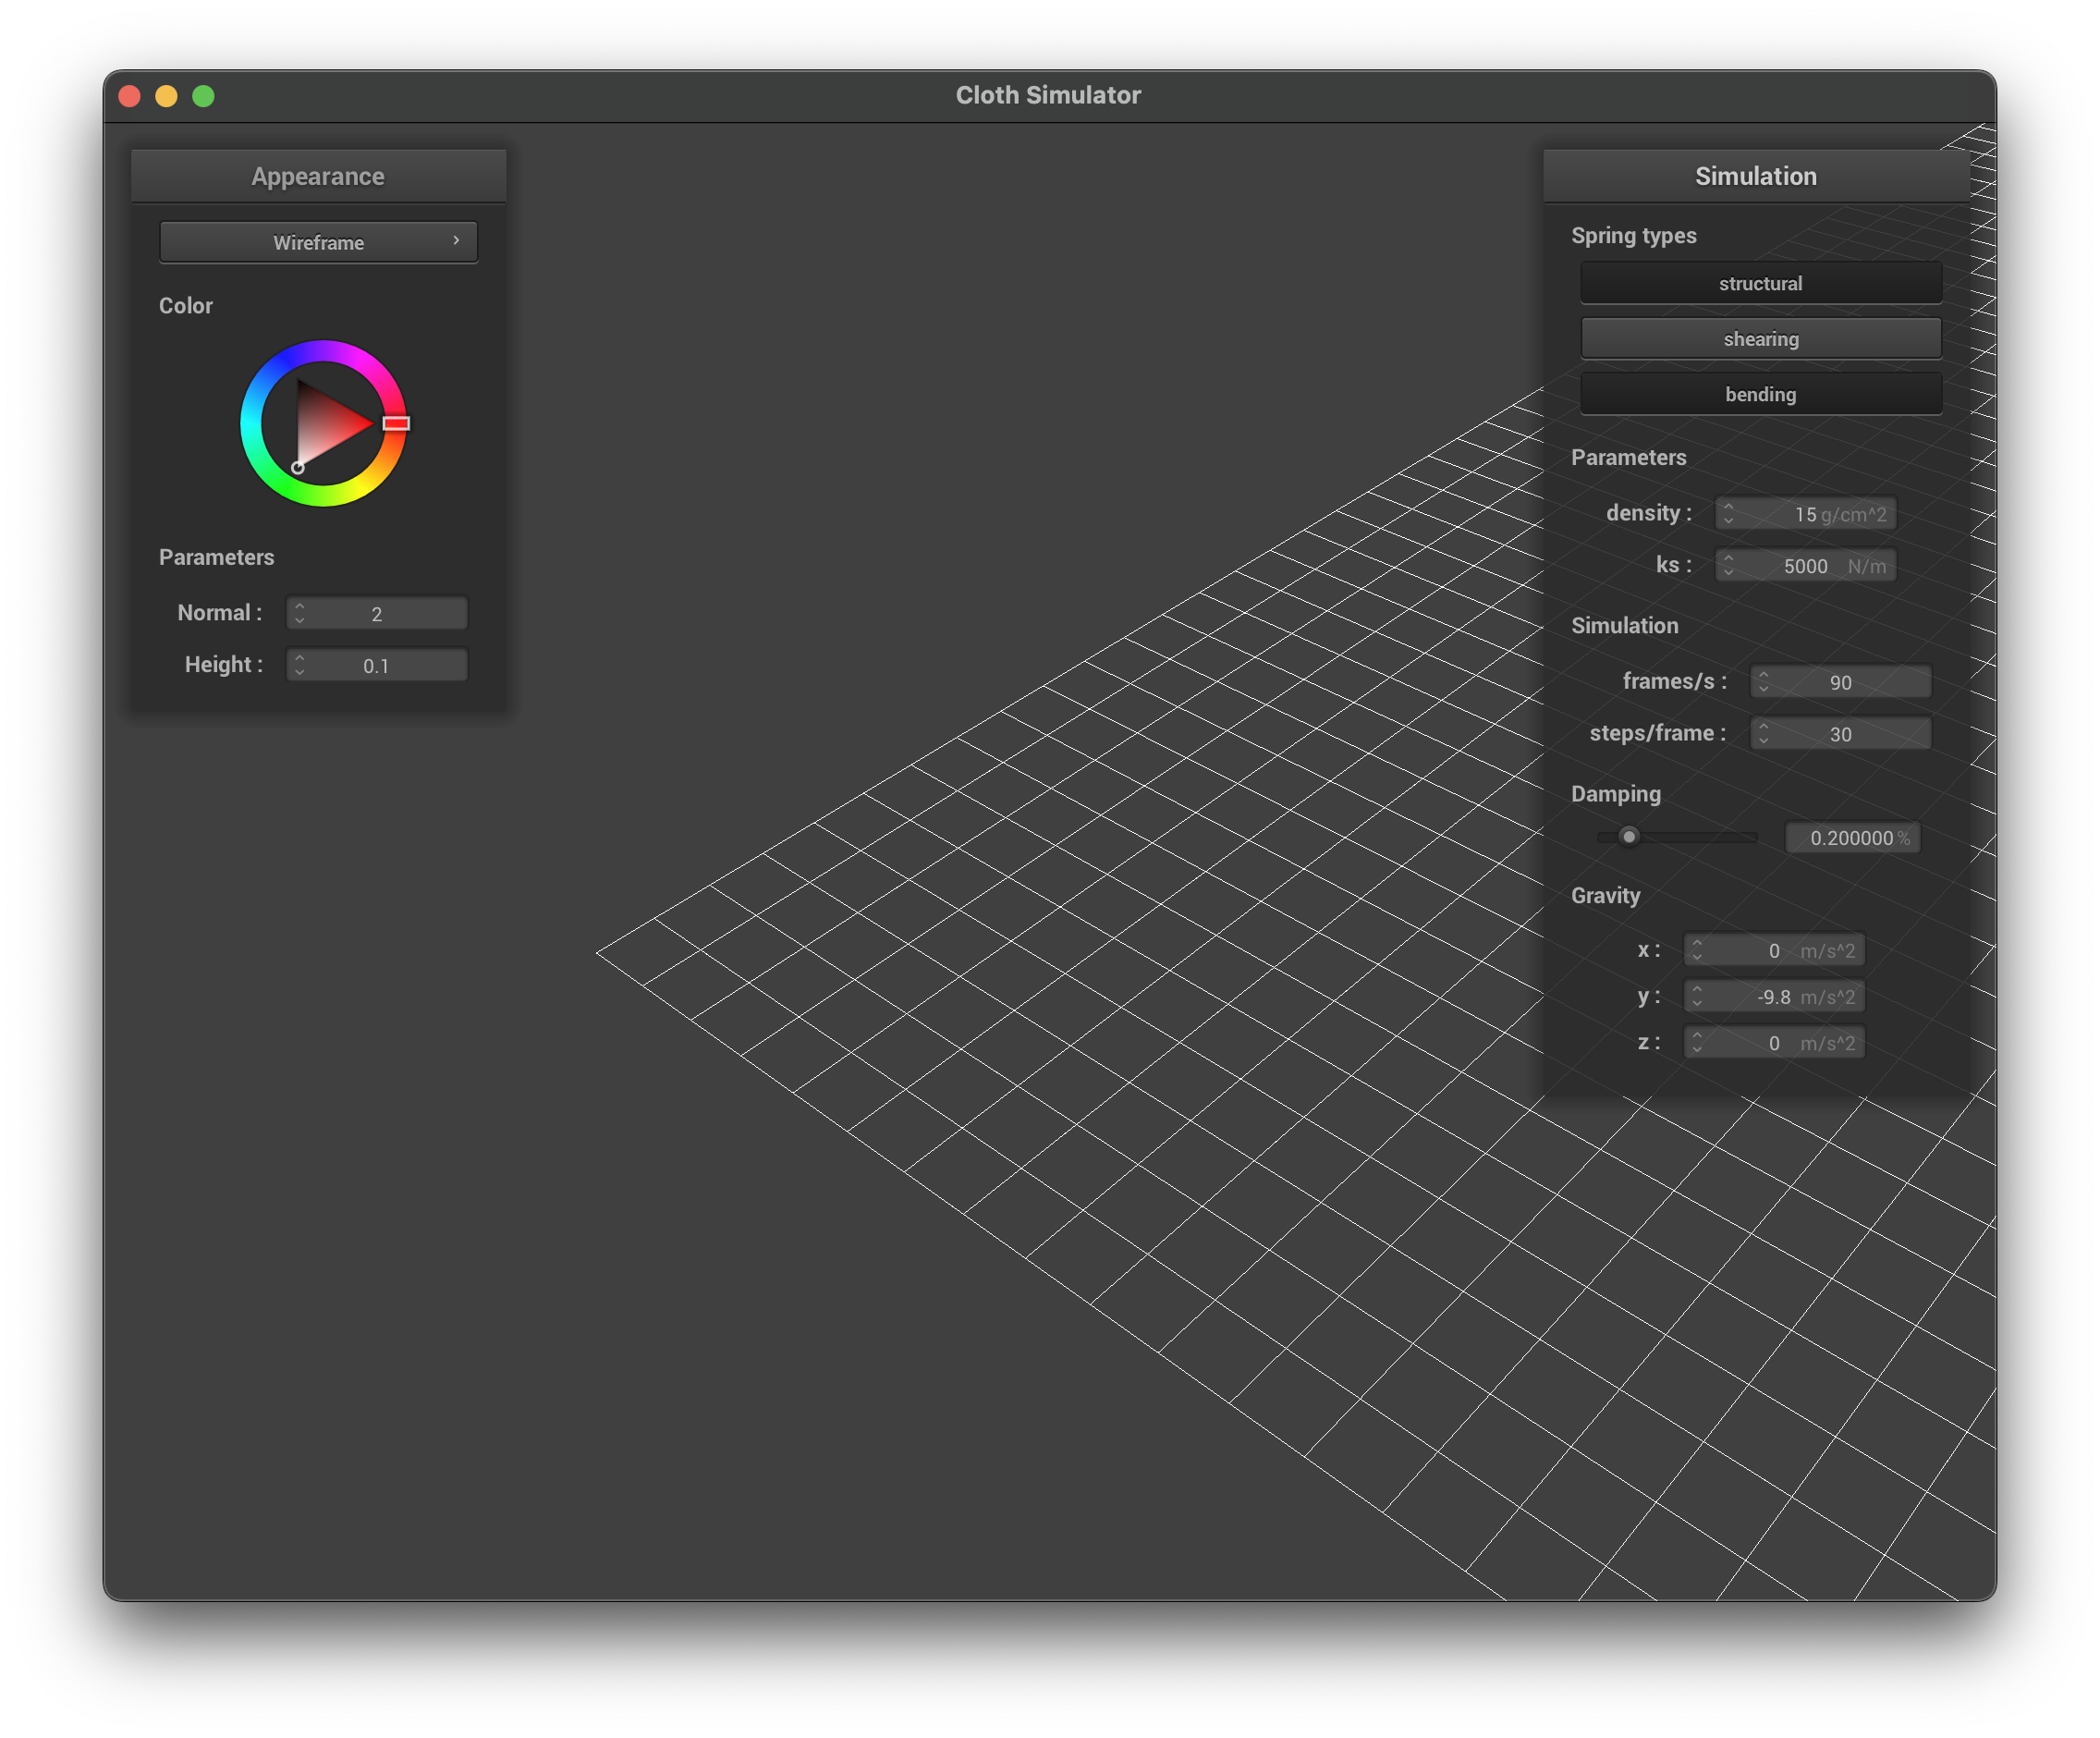 Cloth Simulator
Appearance
Wireframe
Color
Parameters
Normal : 2
Height : 0.1
Simulation
Spring types
structural
shearing
bending
Parameters
density : 15 g/cm^2
ks : 5000 N/m
Simulation
frames/s : 90
steps/frame : 30
Damping
0.200000 %
Gravity
x : 0 m/s^2
y : -9.8 m/s^2
z : 0 m/s^2